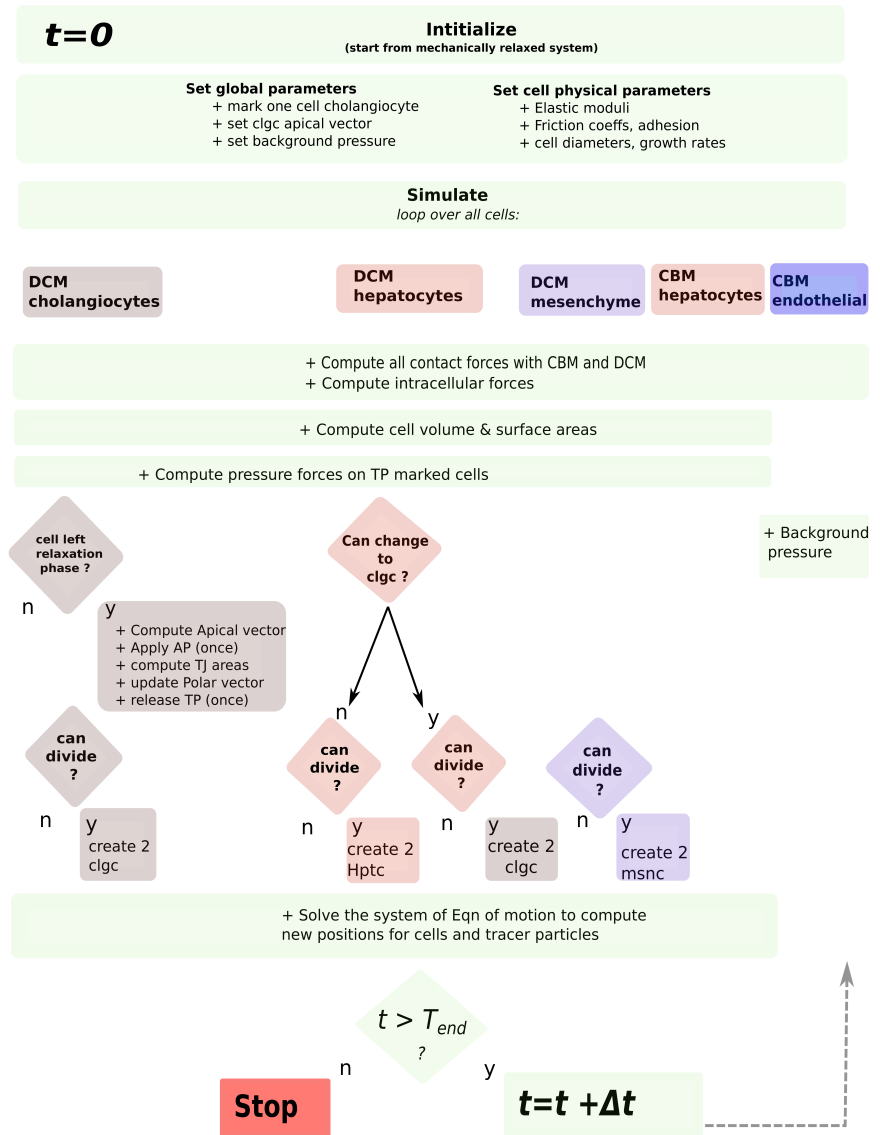 t=0
Intitialize
(start from mechanically relaxed system)
Set global parameters
+ mark one cell cholangiocyte
+ set clgc apical vector
+ set background pressure
Set cell physical parameters
+ Elastic moduli
+ Friction coeffs, adhesion
+ cell diameters, growth rates
Simulate
loop over all cells:
DCM
cholangiocytes
DCM
hepatocytes
DCM
mesenchyme
CBM
hepatocytes
CBM
endothelial
+ Compute all contact forces with CBM and DCM
+ Compute intracellular forces
+ Compute cell volume & surface areas
+ Compute pressure forces on TP marked cells
cell left
relaxation
phase ?
n
y
+ Compute Apical vector
+ Apply AP (once)
+ compute TJ areas
+ update Polar vector
+ release TP (once)
Can change
to
clgc ?
+ Background
pressure
n
y
can
divide
?
n
y
create 2
clgc
can
divide
?
n
y
create 2
Hptc
can
divide
?
n
y
create 2
clgc
can
divide
?
n
y
create 2
msnc
+ Solve the system of Eqn of motion to compute
new positions for cells and tracer particles
t > Tend
?
n
y
Stop
t=t +Δt